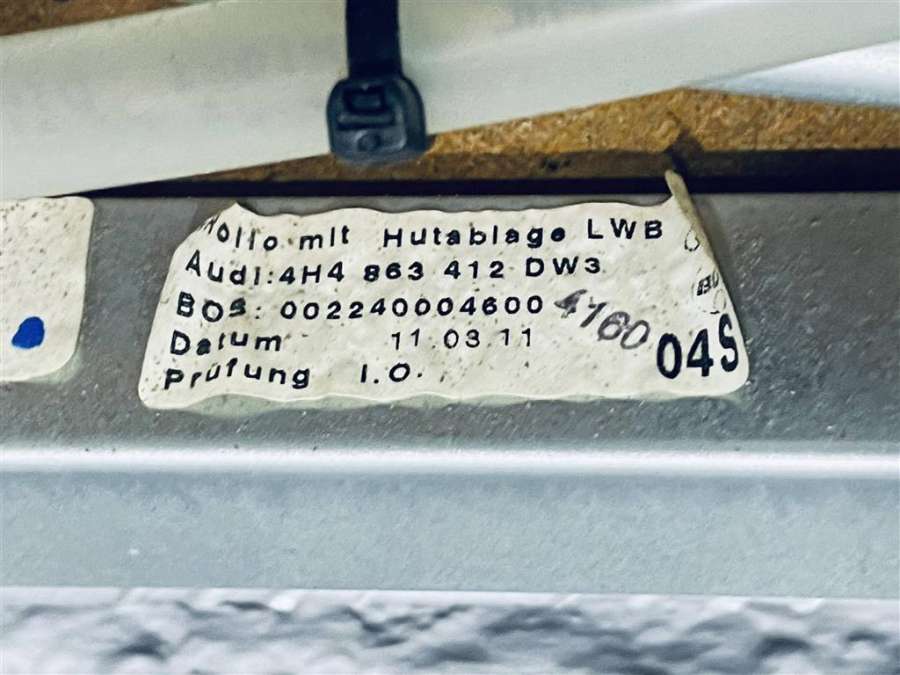 Rollo mit Hutablage LWB
Audi:4H4 863 412 DW3
BOS: 002240004600 4160
Datum 11.03.11 04S
Prüfung I.O.